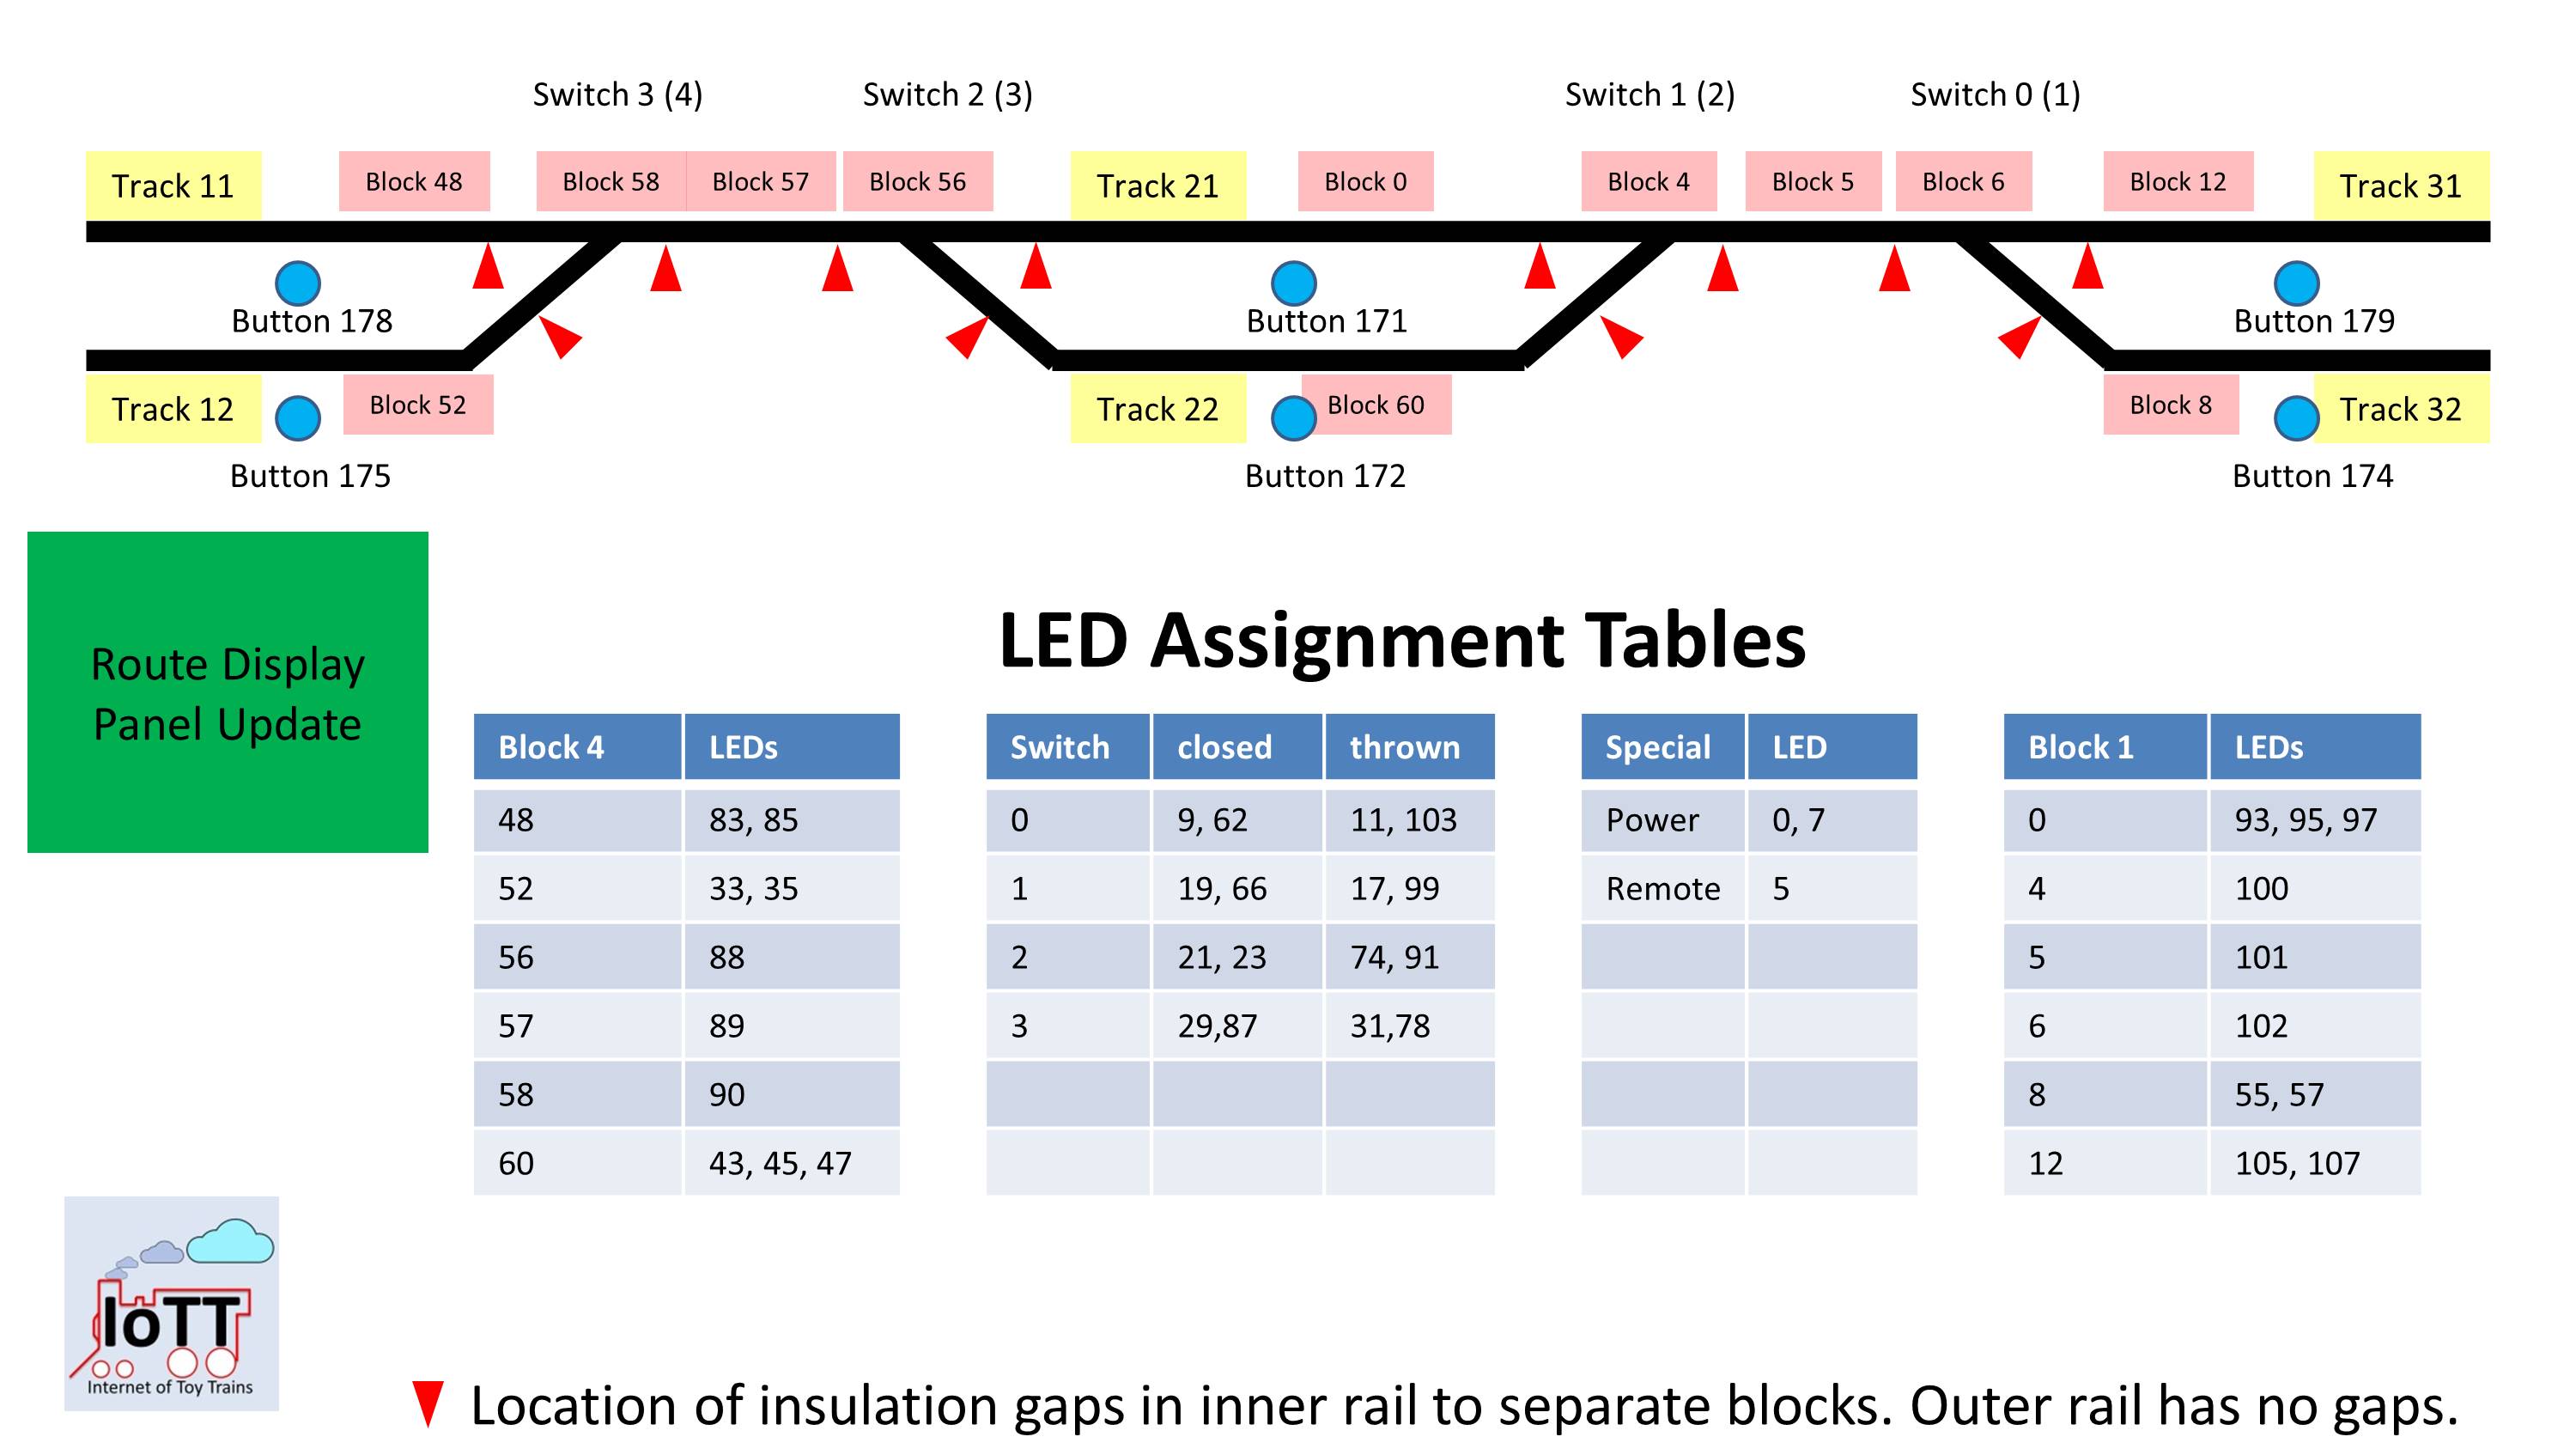 Switch 3 (4) Switch 2 (3) Switch 1 (2) Switch 0 (1)
Track 11 Block 48 Block 58 Block 57 Block 56 Track 21 Block 0 Block 4 Block 5 Block 6 Block 12 Track 31
Button 178 Button 171 Button 179
Track 12 Block 52 Track 22 Block 60 Block 8 Track 32
Button 175 Button 172 Button 174
Route Display
Panel Update
LED Assignment Tables
Block 4 LEDs
48 83, 85
52 33, 35
56 88
57 89
58 90
60 43, 45, 47
Switch closed thrown
0 9, 62 11, 103
1 19, 66 17, 99
2 21, 23 74, 91
3 29,87 31,78
Special LED
Power 0, 7
Remote 5
Block 1 LEDs
0 93, 95, 97
4 100
5 101
6 102
8 55, 57
12 105, 107
IoTT
Internet of Toy Trains
Location of insulation gaps in inner rail to separate blocks. Outer rail has no gaps.